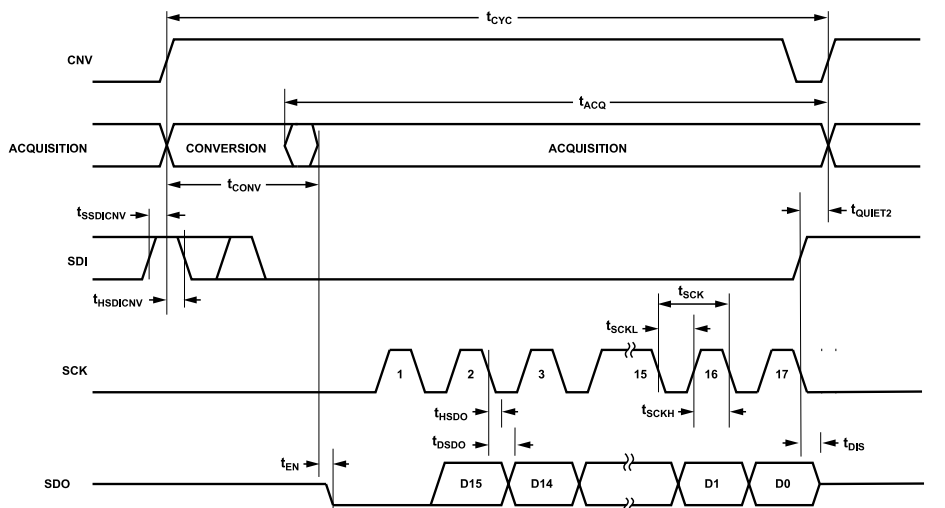 tCYC
CNV
tACQ
ACQUISITION
CONVERSION
ACQUISITION
tCONV
tSSDICNV
tQUIET2
SDI
tHSDICNV
tSCK
tSCKL
SCK
1
2
3
15
16
17
tHSDO
tSCKH
tDSDO
tDIS
tEN
SDO
D15
D14
D1
D0